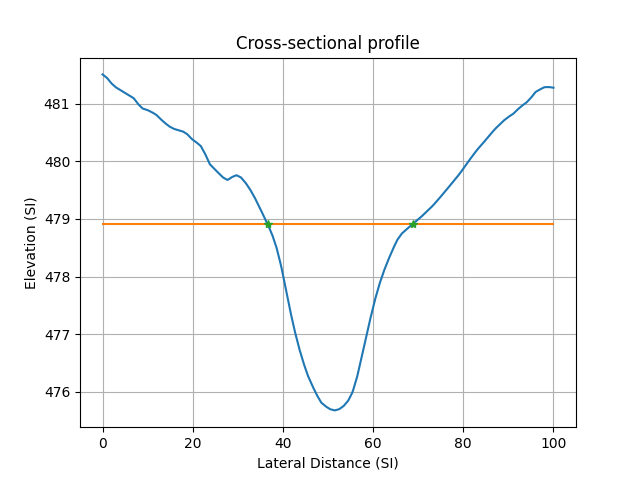 Cross-sectional profile
481
480
479
478
477
476
Elevation (SI)
0 20 40 60 80 100
Lateral Distance (SI)